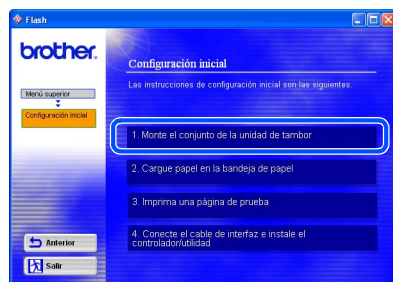 Flash
brother.
Menú superior
Configuración inicial
Configuración inicial
Las instrucciones de configuración inicial son las siguientes.
1. Monte el conjunto de la unidad de tambor
2. Cargue papel en la bandeja de papel
3. Imprima una página de prueba
4. Conecte el cable de interfaz e instale el
controlador/utilidad
Anterior
Salir